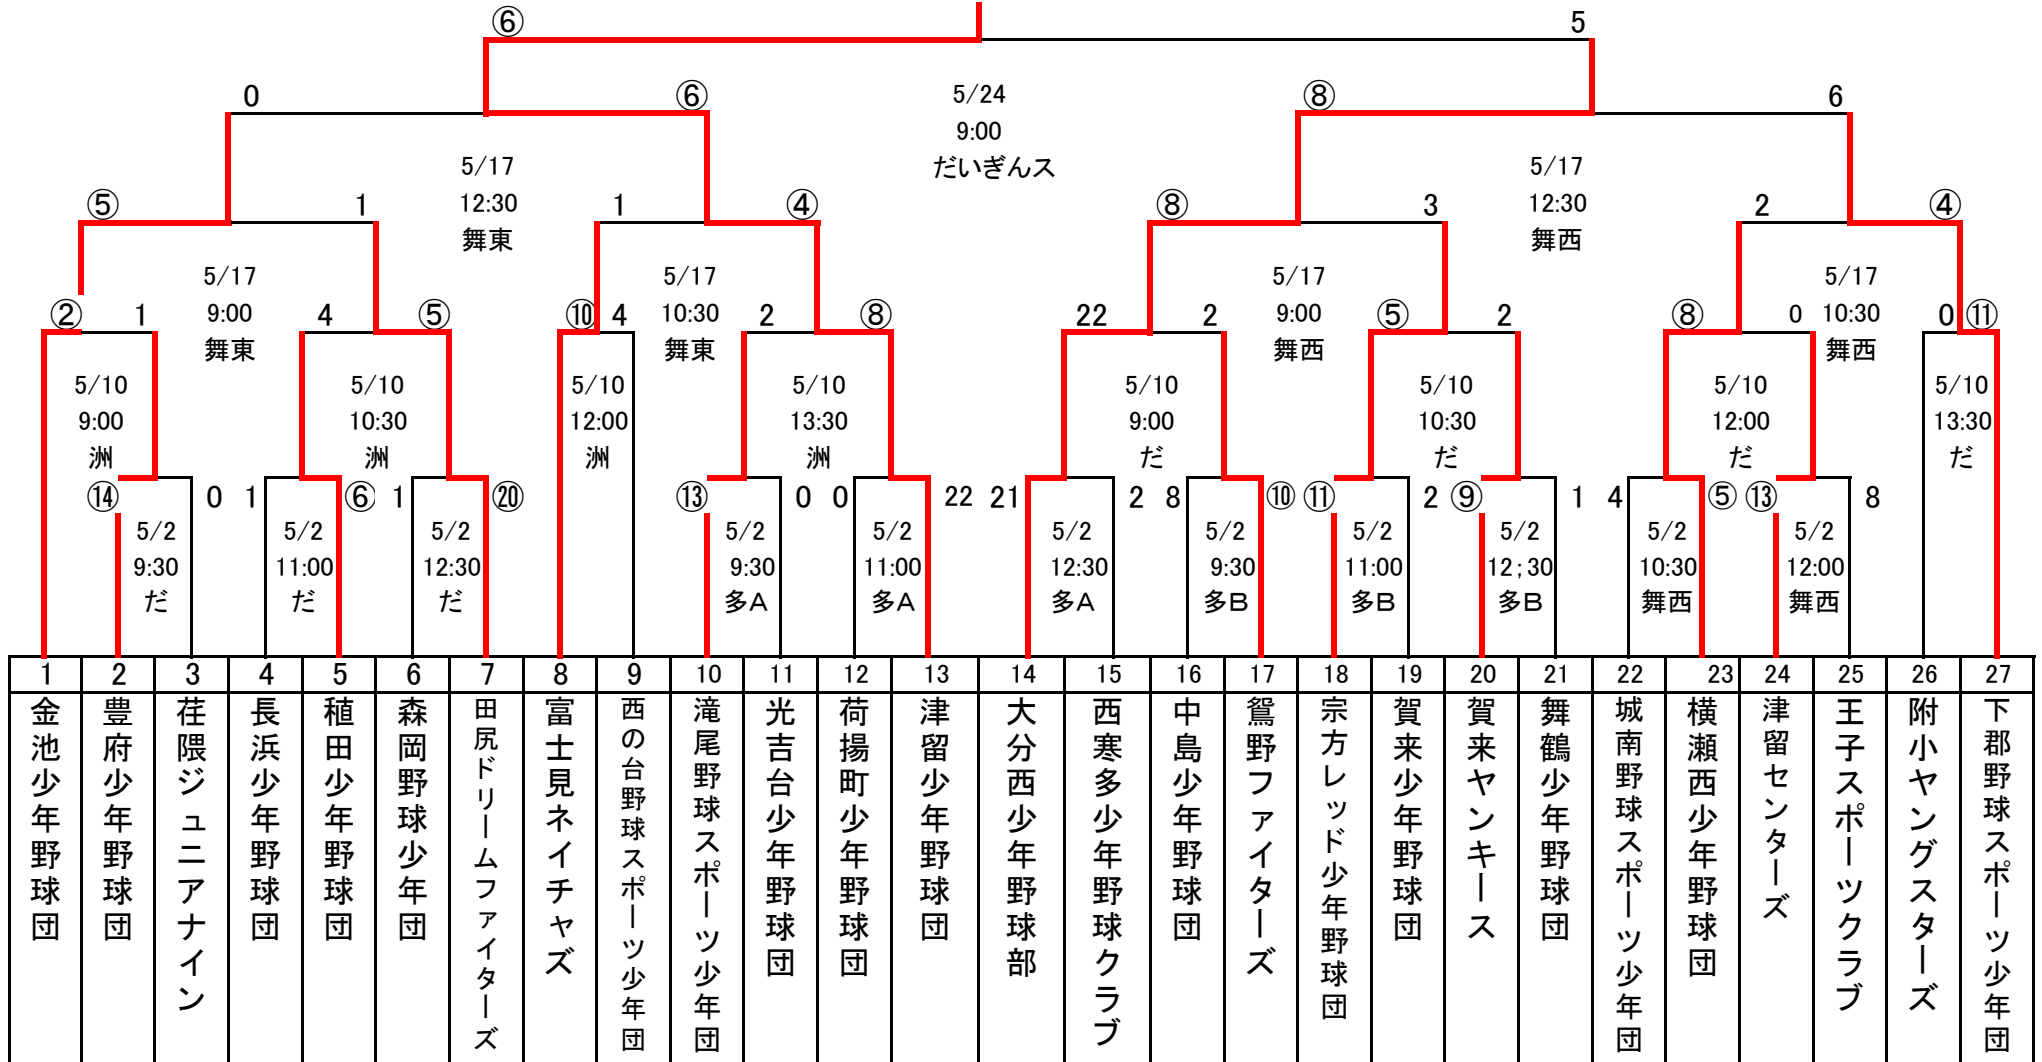 ⑥ 5
0 ⑥ 5/24 ⑧ 6
9:00
だいぎんス
5/17 5/17
⑤ 1 12:30 1 ④ ⑧ 3 12:30 2 ④
舞東 舞西
5/17 5/17 5/17 5/17
② 1 9:00 4 ⑤ ⑩ 4 10:30 2 ⑧ 22 2 9:00 ⑤ 2 ⑧ 0 10:30 0 ⑪
舞東 舞東 舞西 舞西
5/10 5/10 5/10 5/10 5/10 5/10 5/10 5/10
9:00 10:30 12:00 13:30 9:00 10:30 12:00 13:30
洲 洲 洲 洲 だ だ だ だ
⑭ 0 1 ⑥ 1 ⑳ ⑬ 0 0 22 21 2 8 ⑩ ⑪ 2 ⑨ 1 4 ⑤ ⑬ 8
5/2 5/2 5/2 5/2 5/2 5/2 5/2 5/2 5/2 5/2 5/2
9:30 11:00 12:30 9:30 11:00 12:30 9:30 11:00 12;30 10:30 12:00
だ だ だ 多A 多A 多A 多B 多B 多B 舞西 舞西
1 2 3 4 5 6 7 8 9 10 11 12 13 14 15 16 17 18 19 20 21 22 23 24 25 26 27
金池少年野球団
豊府少年野球団
荏隈ジュニアナイン
長浜少年野球団
稙田少年野球団
森岡野球少年団
田尻ドリームファイターズ
富士見ネイチャズ
西の台野球スポーツ少年団
滝尾野球スポーツ少年団
光吉台少年野球団
荷揚町少年野球団
津留少年野球団
大分西少年野球部
西寒多少年野球クラブ
中島少年野球団
鴛野ファイターズ
宗方レッド少年野球団
賀来少年野球団
賀来ヤンキース
舞鶴少年野球団
城南野球スポーツ少年団
横瀬西少年野球団
津留センターズ
王子スポーツクラブ
附小ヤングスターズ
下郡野球スポーツ少年団